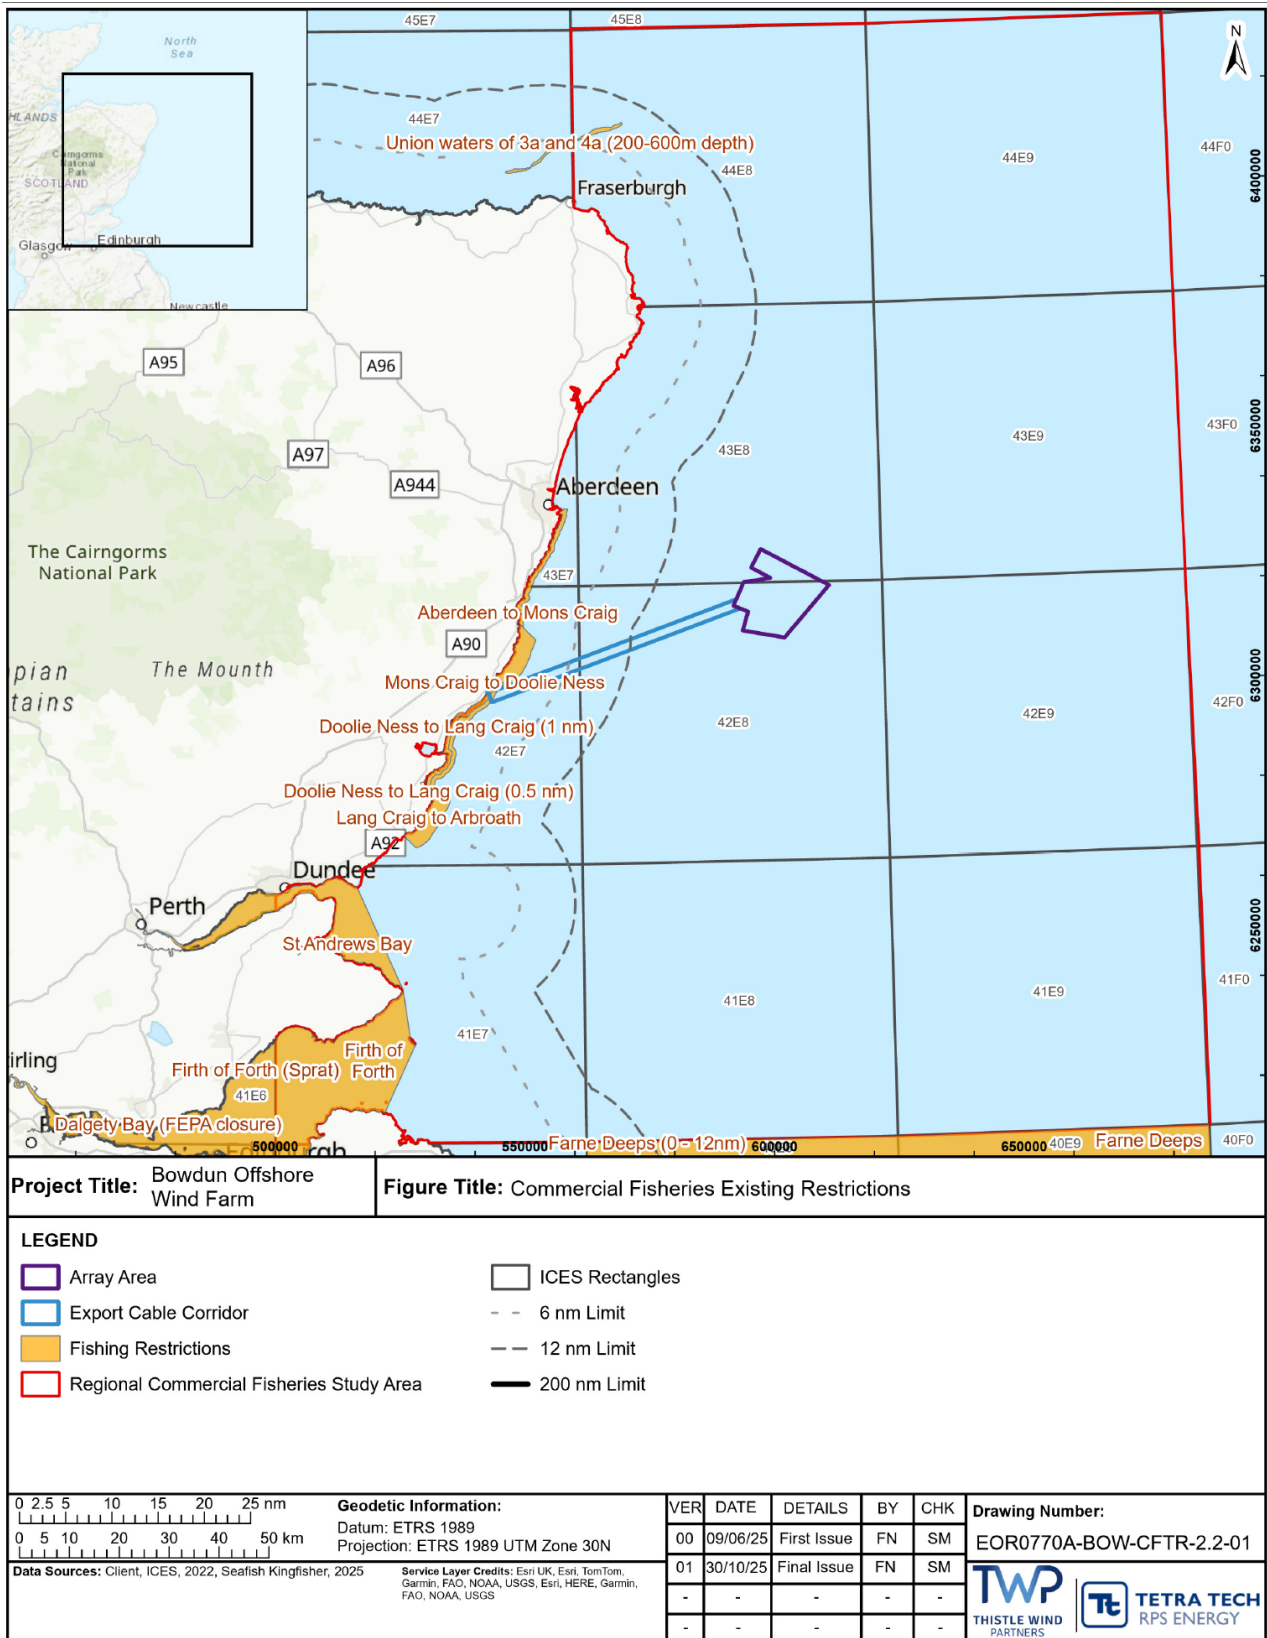 45E7
45E8
North
Sea
N
HLANDS
Cairngorms
National
Park
SCOTLAND
Glasgow
Edinburgh
Newcastle
44E7
Union waters of 3a and 4a (200-600m depth)
44E8
44E9
44F0
6400000
Fraserburgh
A95
A96
A97
A944
43E8
43E9
43F0
6350000
Aberdeen
The Cairngorms
National Park
43E7
Aberdeen to Mons Craig
A90
pian
tains
The Mounth
Mons Craig to Doolie Ness
6300000
42F0
42E9
42E8
Doolie Ness to Lang Craig (1 nm)
42E7
Doolie Ness to Lang Craig (0.5 nm)
Lang Craig to Arbroath
A92
Dundee
Perth
6250000
St Andrews Bay
41F0
41E9
41E8
41E7
irling
Firth of
Forth
Firth of Forth (Sprat)
41E6
Dalgety Bay (FEPA closure)
500000
550000
Farne Deeps (0 - 12nm)
600000
650000
40E9
Farne Deeps
40F0
Project Title: Bowdun Offshore
Wind Farm
Figure Title: Commercial Fisheries Existing Restrictions
LEGEND
Array Area
Export Cable Corridor
Fishing Restrictions
Regional Commercial Fisheries Study Area
ICES Rectangles
6 nm Limit
12 nm Limit
200 nm Limit
0 2.5 5 10 15 20 25 nm
0 5 10 20 30 40 50 km
Geodetic Information:
Datum: ETRS 1989
Projection: ETRS 1989 UTM Zone 30N
Data Sources: Client, ICES, 2022, Seafish Kingfisher, 2025
Service Layer Credits: Esri UK, Esri, TomTom,
Garmin, FAO, NOAA, USGS, Esri, HERE, Garmin,
FAO, NOAA, USGS
VER DATE DETAILS BY CHK
00 09/06/25 First Issue FN SM
01 30/10/25 Final Issue FN SM
- - - - -
- - - - -
Drawing Number:
EOR0770A-BOW-CFTR-2.2-01
TWP
THISTLE WIND
PARTNERS
Tt
TETRA TECH
RPS ENERGY